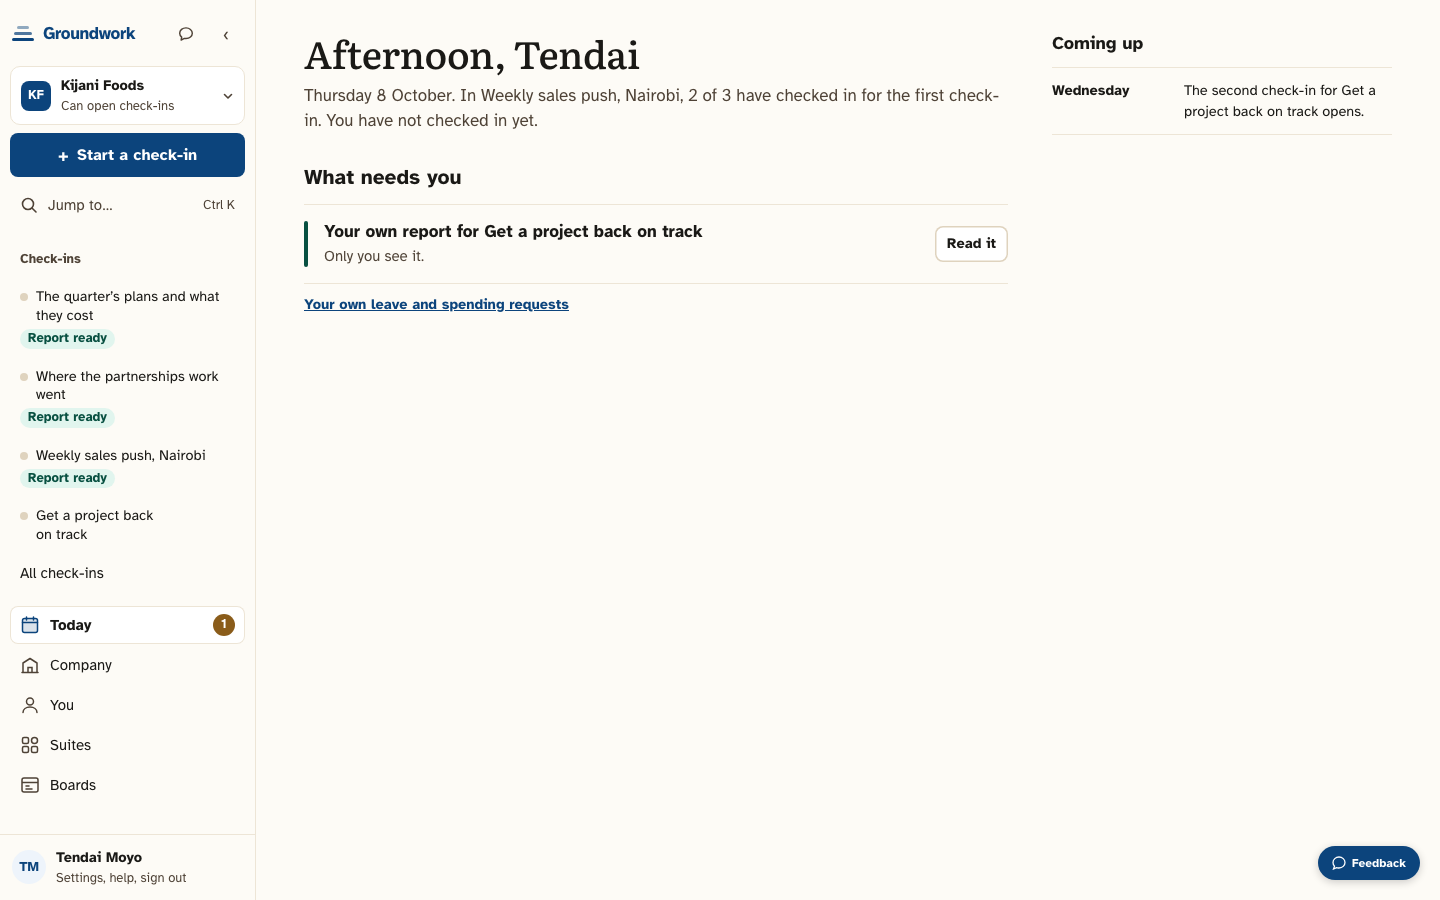 Groundwork
KF
Kijani Foods
Can open check-ins
+ Start a check-in
Jump to...
Ctrl K
Check-ins
The quarter's plans and what
they cost
Report ready
Where the partnerships work
went
Report ready
Weekly sales push, Nairobi
Report ready
Get a project back
on track
All check-ins
Today
1
Company
You
Suites
Boards
TM
Tendai Moyo
Settings, help, sign out
Afternoon, Tendai
Thursday 8 October. In Weekly sales push, Nairobi, 2 of 3 have checked in for the first check-
in. You have not checked in yet.
What needs you
Your own report for Get a project back on track
Only you see it.
Read it
Your own leave and spending requests
Coming up
Wednesday
The second check-in for Get a
project back on track opens.
Feedback